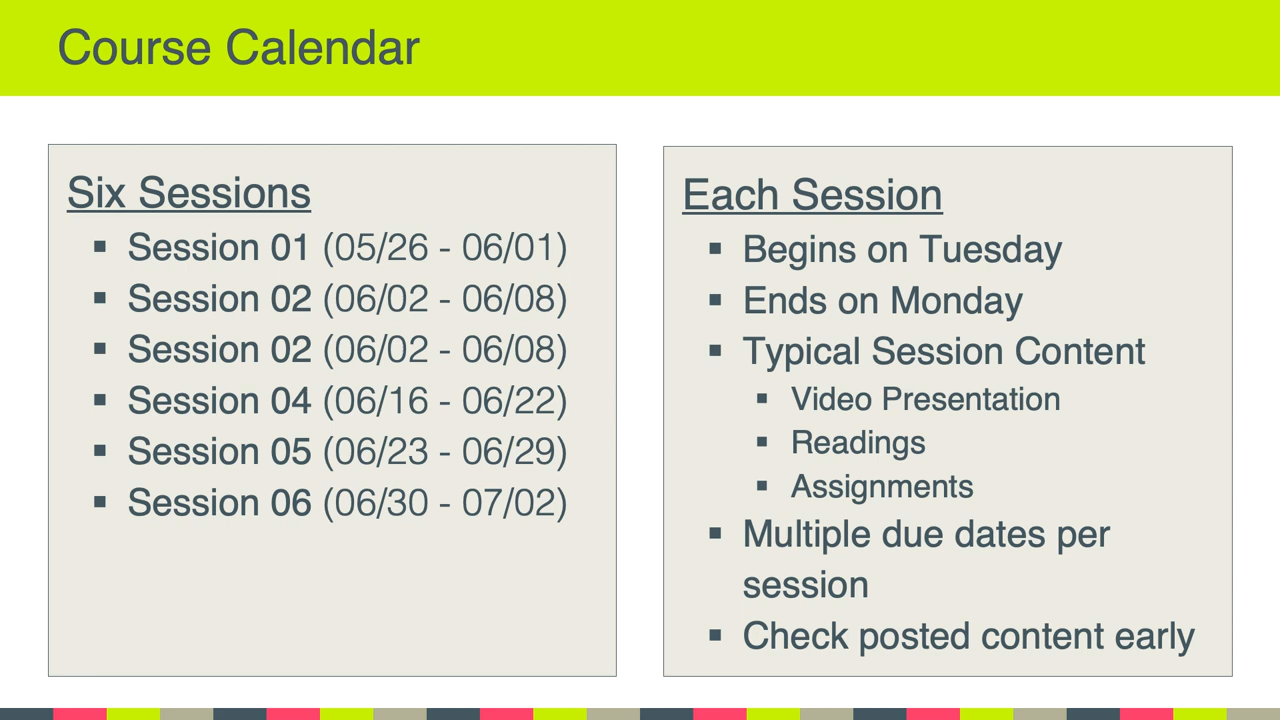 Course Calendar
Six Sessions
▪ Session 01 (05/26 - 06/01)
▪ Session 02 (06/02 - 06/08)
▪ Session 02 (06/02 - 06/08)
▪ Session 04 (06/16 - 06/22)
▪ Session 05 (06/23 - 06/29)
▪ Session 06 (06/30 - 07/02)
Each Session
▪ Begins on Tuesday
▪ Ends on Monday
▪ Typical Session Content
▪ Video Presentation
▪ Readings
▪ Assignments
▪ Multiple due dates per
session
▪ Check posted content early